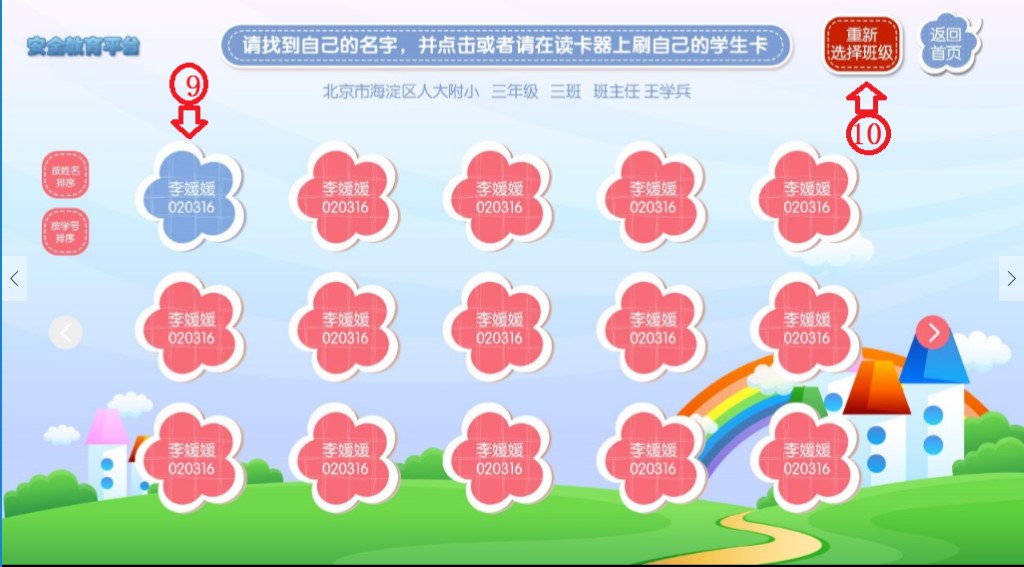 安全教育平台
请找到自己的名字，并点击或者请在读卡器上刷自己的学生卡
重新
选择班级
返回
首页
⑨
北京市海淀区人大附小 三年级 三班 班主任 王学兵
⑩
按姓名
排序
按学号
排序
李媛媛
020316
李媛媛
020316
李媛媛
020316
李媛媛
020316
李媛媛
020316
李媛媛
020316
李媛媛
020316
李媛媛
020316
李媛媛
020316
李媛媛
020316
李媛媛
020316
李媛媛
020316
李媛媛
020316
李媛媛
020316
李媛媛
020316